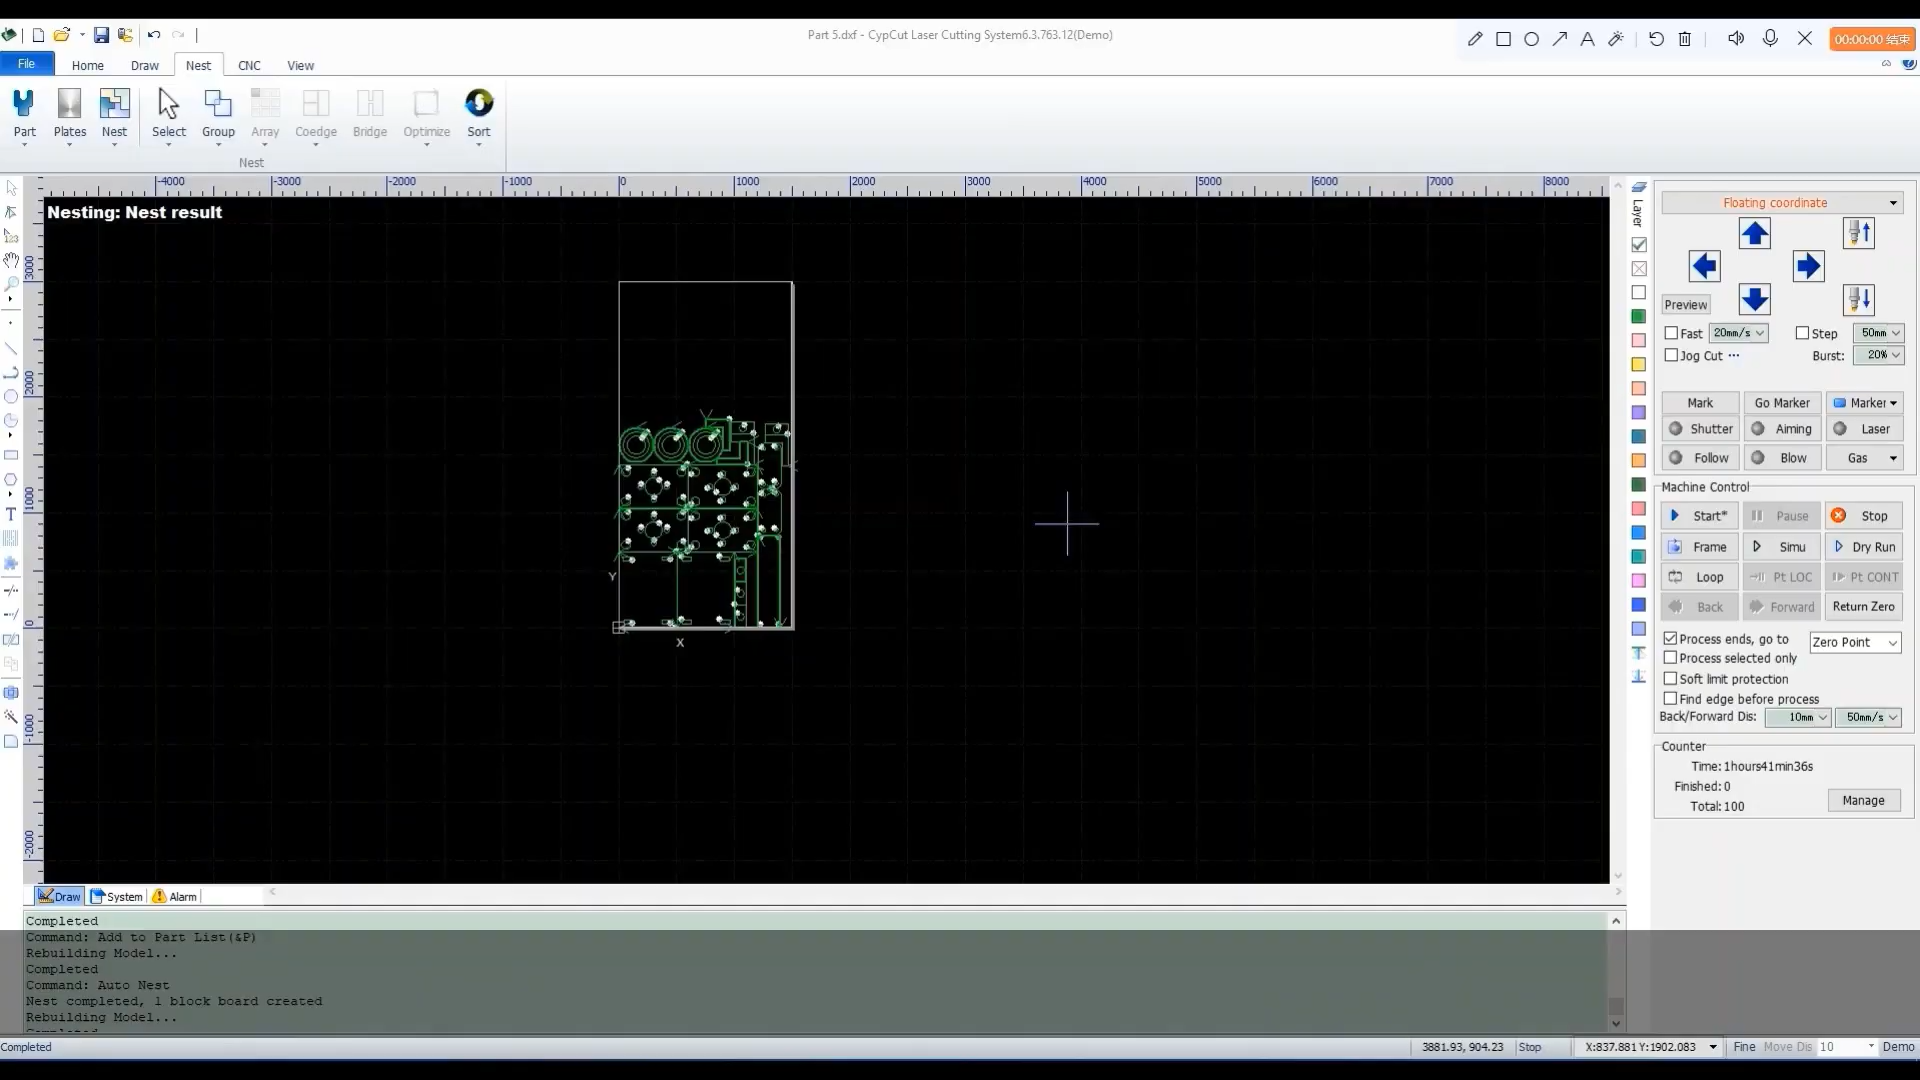 Part 5.dxf - CypCut Laser Cutting System6.3.763.12(Demo)
00:00:00 结束
File Home Draw Nest CNC View
Part Plates Nest Select Group Array Coedge Bridge Optimize Sort
Nest
-4000 -3000 -2000 -1000 0 1000 2000 3000 4000 5000 6000 7000 8000
Nesting: Nest result
3000
2000
1000
0
-1000
-2000
123
T
Y
X
Layer
Floating coordinate
Preview
Fast 20mm/s Step 50mm
Jog Cut ... Burst: 20%
Mark Go Marker Marker
Shutter Aiming Laser
Follow Blow Gas
Machine Control
Start* Pause Stop
Frame Simu Dry Run
Loop Pt LOC Pt CONT
Back Forward Return Zero
Process ends, go to Zero Point
Process selected only
Soft limit protection
Find edge before process
Back/Forward Dis: 10mm 50mm/s
Counter
Time: 1hours41min36s
Finished: 0
Total: 100
Manage
Draw System Alarm
Completed
Command: Add to Part List(&P)
Rebuilding Model...
Completed
Command: Auto Nest
Nest completed, 1 block board created
Rebuilding Model...
Completed
Completed 3881.93, 904.23 Stop X:837.881 Y:1902.083 Fine Move Dis 10 Demo